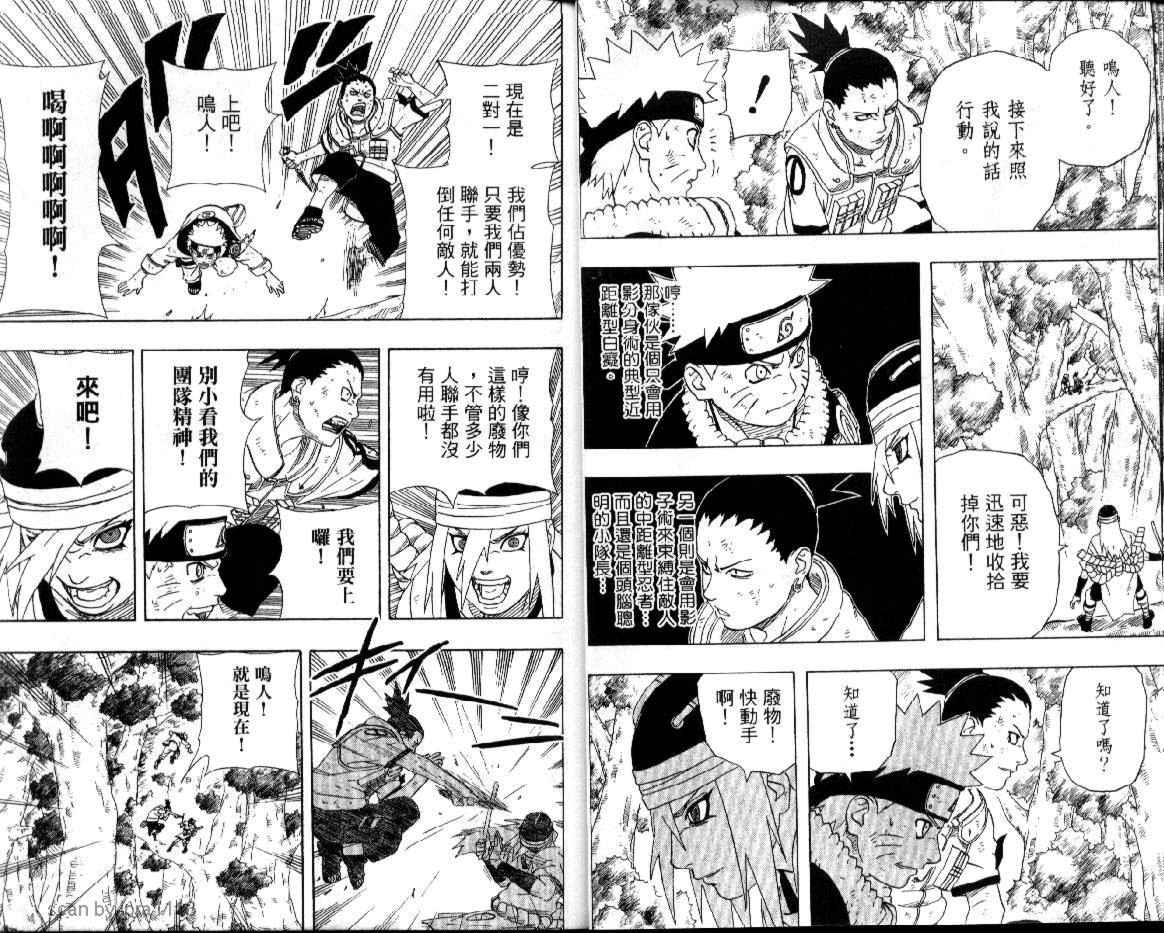 鳴人！
聽好了。
接下來照
我說的話
行動。
！
可惡！我要
迅速地收拾
掉你們！
哼……
那傢伙是個只會用
影分身術的典型近
距離型白癡。
另一個則是會用影
子術來束縛住敵人
的中距離型忍者…
而且還是個頭腦聰
明的小隊長…
知道了嗎？
知道了…
廢物！
快動手
啊！
現在是
二對一！
我們佔優勢！
只要我們兩人
聯手，就能打
倒任何敵人！
上吧！
鳴人！
喝啊啊啊啊啊！
哼！像你們
這樣的廢物
，不管多少
人聯手都沒
有用啦！
別小看我們的
團隊精神！
我們要上
囉！
來吧！
鳴人！
就是現在！